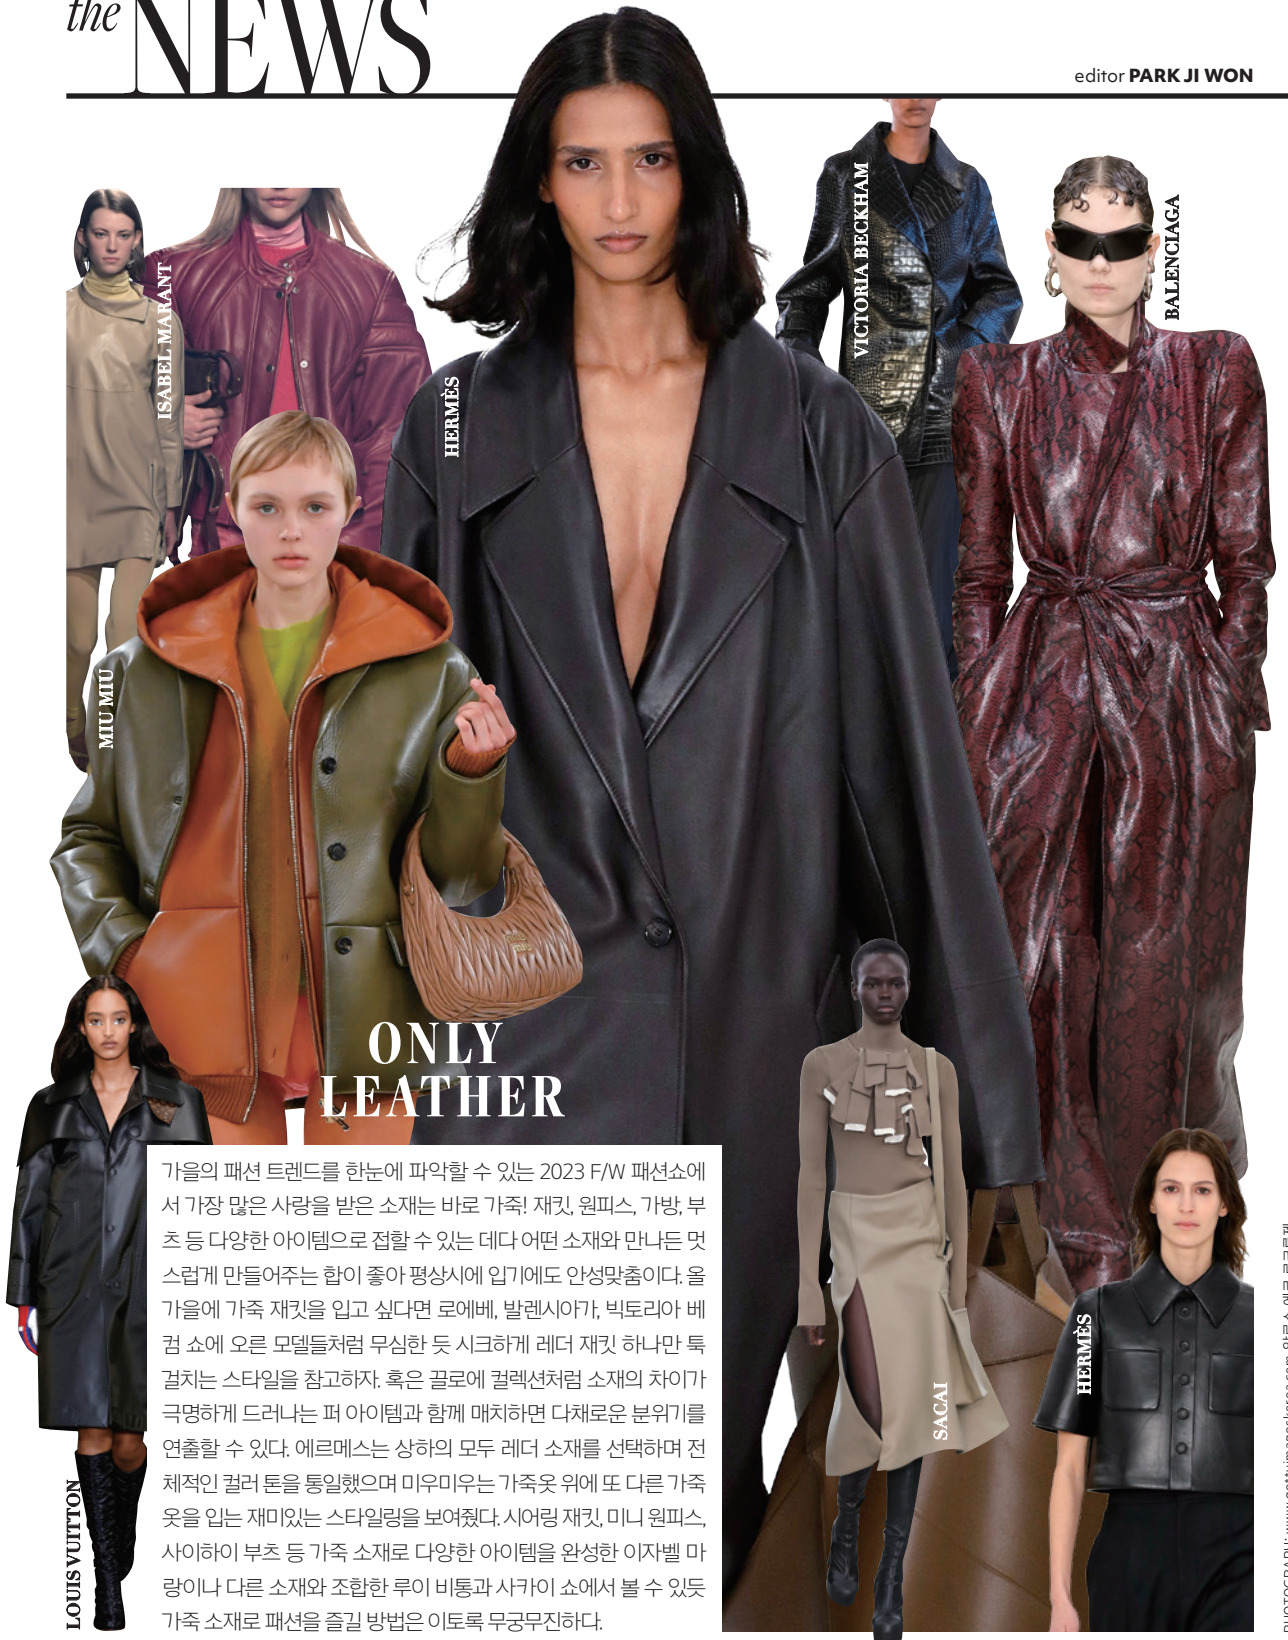 the NEWS
editor PARK JI WON
ISABEL MARANT
HERMÈS
VICTORIA BECKHAM
BALENCIAGA
MIU MIU
miu
miu
ONLY
LEATHER
가을의 패션 트렌드를 한눈에 파악할 수 있는 2023 F/W 패션쇼에
서 가장 많은 사랑을 받은 소재는 바로 가죽! 재킷, 원피스, 가방, 부
츠 등 다양한 아이템으로 접할 수 있는 데다 어떤 소재와 만나든 멋
스럽게 만들어주는 합이 좋아 평상시에 입기에도 안성맞춤이다. 올
가을에 가죽 재킷을 입고 싶다면 로에베, 발렌시아가, 빅토리아 베
컴 쇼에 오른 모델들처럼 무심한 듯 시크하게 레더 재킷 하나만 툭
걸치는 스타일을 참고하자. 혹은 끌로에 컬렉션처럼 소재의 차이가
극명하게 드러나는 퍼 아이템과 함께 매치하면 다채로운 분위기를
연출할 수 있다. 에르메스는 상하의 모두 레더 소재를 선택하며 전
체적인 컬러 톤을 통일했으며 미우미우는 가죽옷 위에 또 다른 가죽
옷을 입는 재미있는 스타일링을 보여줬다. 시어링 재킷, 미니 원피스,
사이하이 부츠 등 가죽 소재로 다양한 아이템을 완성한 이자벨 마
랑이나 다른 소재와 조합한 루이 비통과 사카이 쇼에서 볼 수 있듯
가죽 소재로 패션을 즐길 방법은 이토록 무궁무진하다.
LOUIS VUITTON
SACAI
HERMÈS